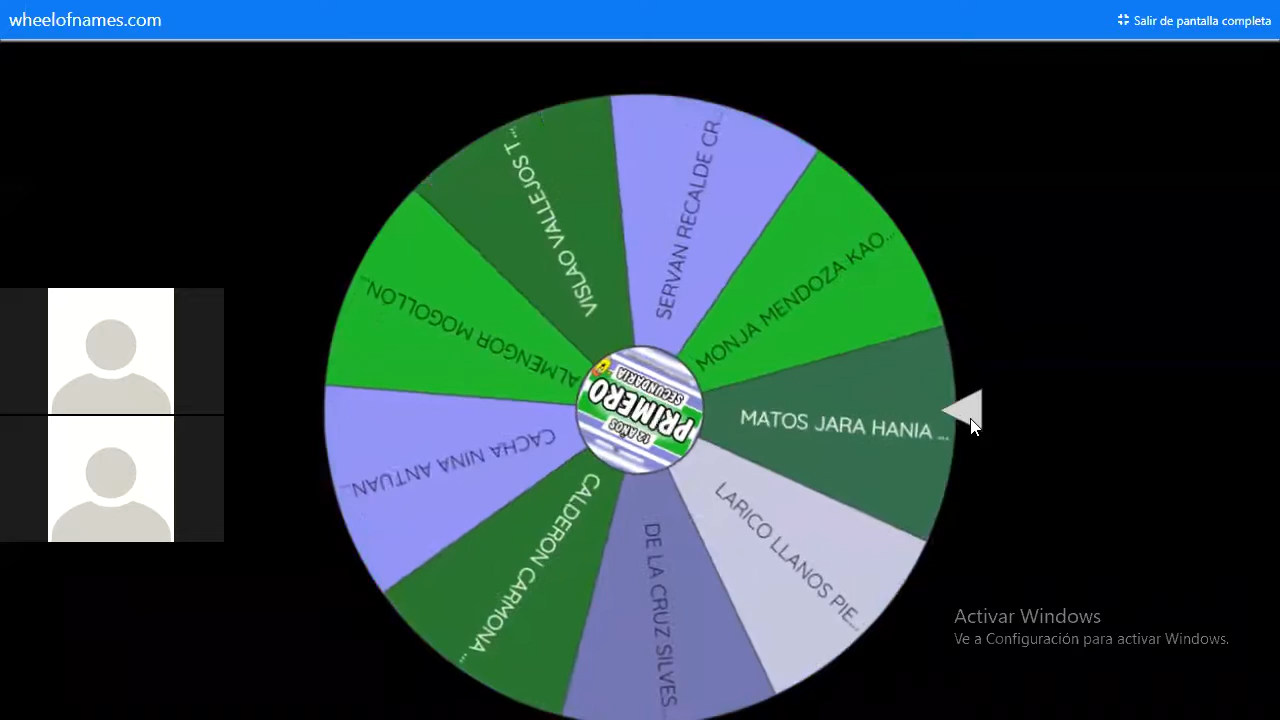 wheelofnames.com
Salir de pantalla completa
SERVAN RECALDE CR...
MONJA MENDOZA KAO...
MATOS JARA HANIA ...
LARICO LLANOS PIE...
DE LA CRUZ SILVES
CALDERON CARMONA ...
CACHA NINA ANTUAN...
ALMENGOR MOGOLLON...
VISLAO VALLEJOS T...
12 AÑOS
PRIMERO
SECUNDARIA
Activar Windows
Ve a Configuración para activar Windows.